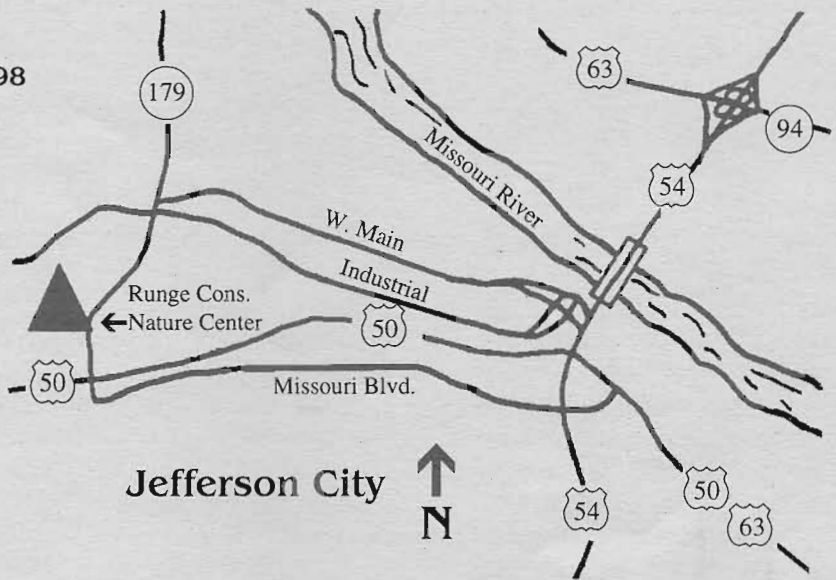 98
179
63
94
54
Missouri River
W. Main
Industrial
Runge Cons.
←Nature Center
50
50
Missouri Blvd.
Jefferson City
N
54
50
63